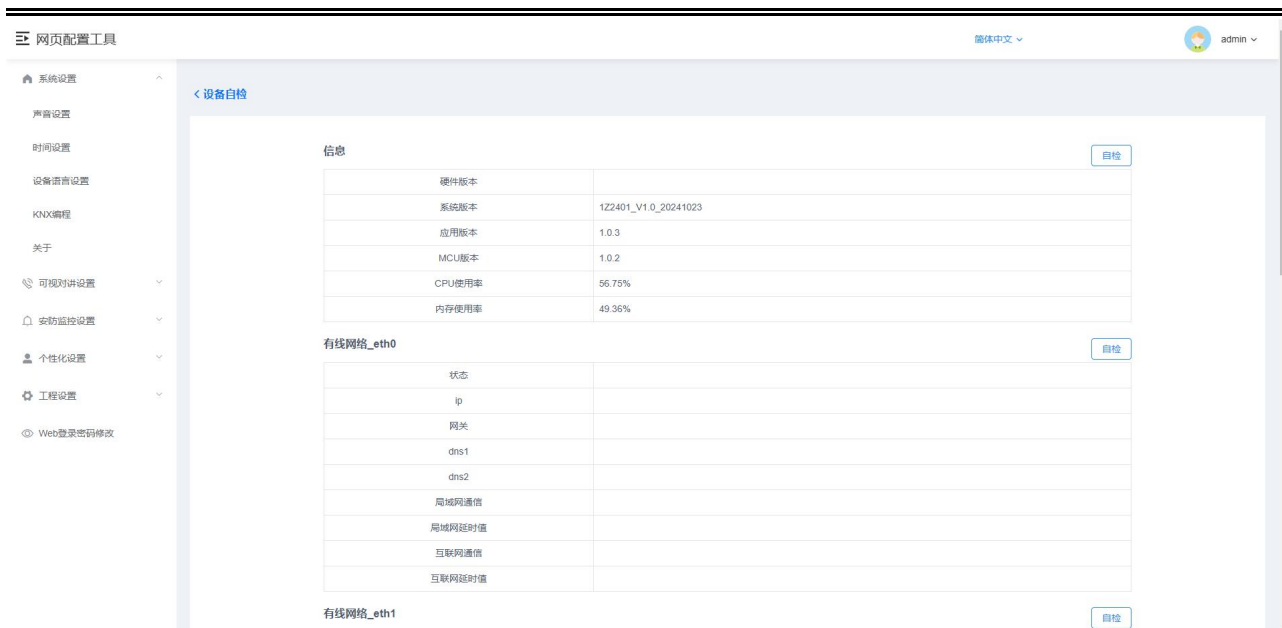 网页配置工具
简体中文
admin
系统设置
声音设置
时间设置
设备语言设置
KNX编程
关于
可视对讲设置
安防监控设置
个性化设置
工程设置
Web登录密码修改
设备自检
信息 自检
硬件版本
系统版本 1Z2401_V1.0_20241023
应用版本 1.0.3
MCU版本 1.0.2
CPU使用率 56.75%
内存使用率 49.36%
有线网络_eth0 自检
状态
ip
网关
dns1
dns2
局域网通信
局域网延时值
互联网通信
互联网延时值
有线网络_eth1 自检